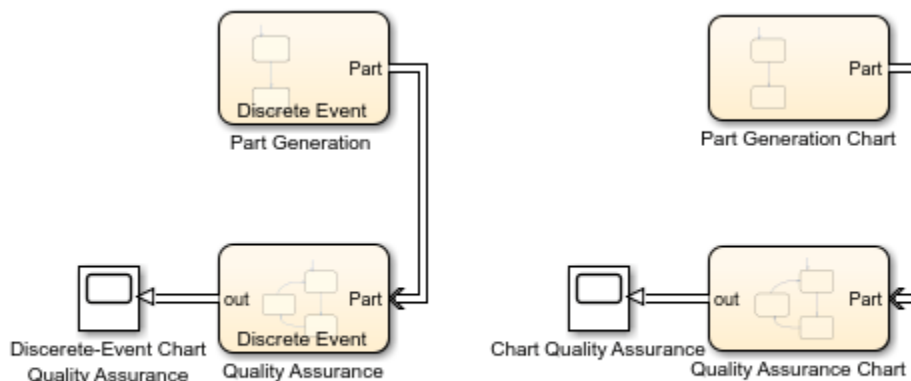 Part
Discrete Event
Part Generation
Part
Part Generation Chart
out
Part
Discrete Event
Quality Assurance
Discerete-Event Chart
Quality Assurance
out
Part
Quality Assurance Chart
Chart Quality Assurance